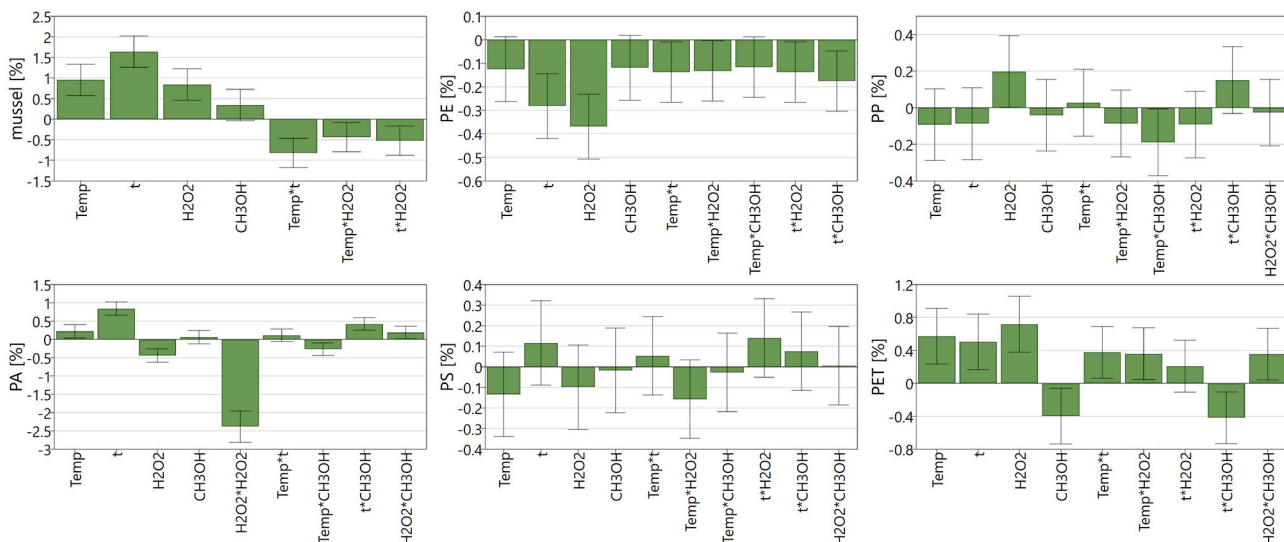 mussel [%]
2.5
2
1.5
1
0.5
0
-0.5
-1
-1.5
Temp
t
H2O2
CH3OH
Temp*t
Temp*H2O2
t*H2O2
PE [%]
0
-0.1
-0.2
-0.3
-0.4
-0.5
-0.6
Temp
t
H2O2
CH3OH
Temp*t
Temp*H2O2
Temp*CH3OH
t*H2O2
t*CH3OH
PP [%]
0.4
0.2
0
-0.2
-0.4
Temp
t
H2O2
CH3OH
Temp*t
Temp*H2O2
Temp*CH3OH
t*H2O2
t*CH3OH
H2O2*CH3OH
PA [%]
1.5
1
0.5
0
-0.5
-1
-1.5
-2
-2.5
-3
Temp
t
H2O2
CH3OH
H2O2*H2O2
Temp*t
Temp*CH3OH
t*CH3OH
H2O2*CH3OH
PS [%]
0.4
0.3
0.2
0.1
0
-0.1
-0.2
-0.3
-0.4
Temp
t
H2O2
CH3OH
Temp*t
Temp*H2O2
Temp*CH3OH
t*H2O2
t*CH3OH
H2O2*CH3OH
PET [%]
1.2
0.8
0.4
0
-0.4
-0.8
Temp
t
H2O2
CH3OH
Temp*t
Temp*H2O2
t*H2O2
t*CH3OH
H2O2*CH3OH